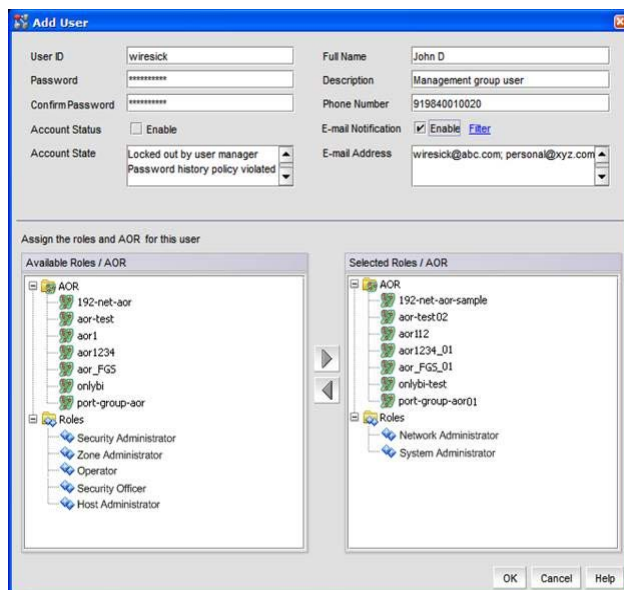 Add User
User ID wiresick Full Name John D
Password ********** Description Management group user
Confirm Password ********** Phone Number 919840010020
Account Status Enable E-mail Notification Enable Filter
Account State Locked out by user manager E-mail Address wiresick@abc.com; personal@xyz.com
Password history policy violated
Assign the roles and AOR for this user
Available Roles / AOR
AOR
192-net-aor
aor-test
aor1
aor1234
aor_FGS
onlybi
port-group-aor
Roles
Security Administrator
Zone Administrator
Operator
Security Officer
Host Administrator
Selected Roles / AOR
AOR
192-net-aor-sample
aor-test02
aor112
aor1234_01
aor_FGS_01
onlybi-test
port-group-aor01
Roles
Network Administrator
System Administrator
OK Cancel Help